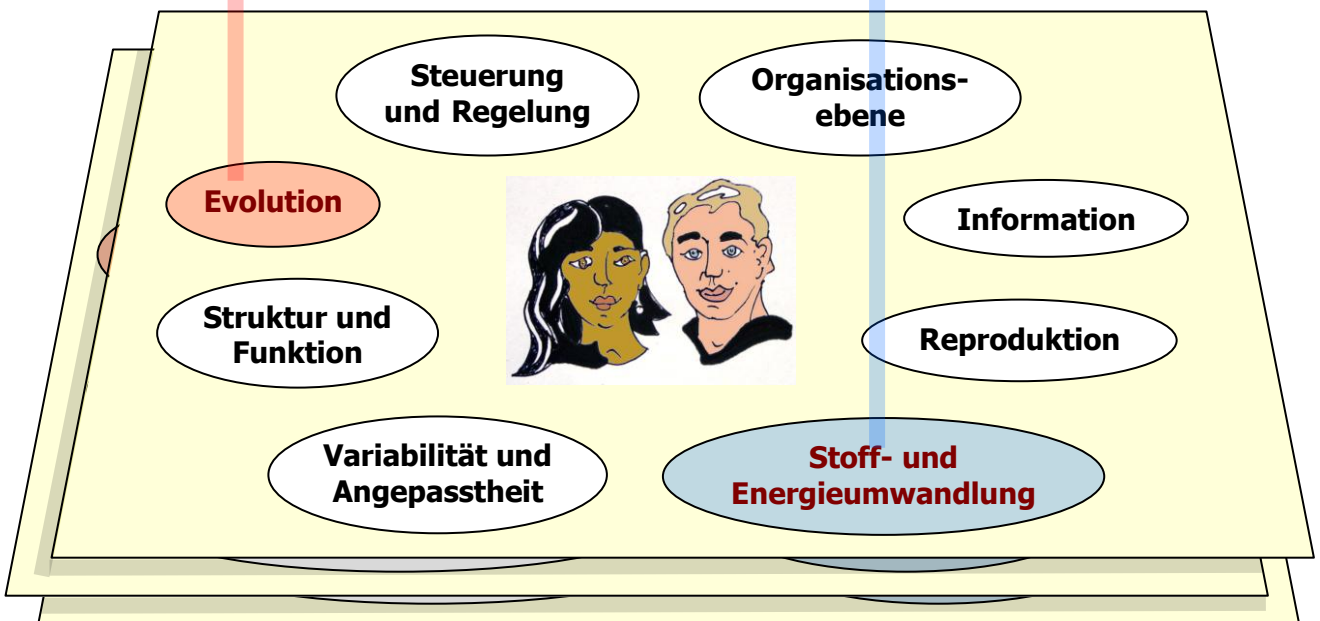 Steuerung
und Regelung
Organisations-
ebene
Evolution
Information
Struktur und
Funktion
Reproduktion
Variabilität und
Angepasstheit
Stoff- und
Energieumwandlung